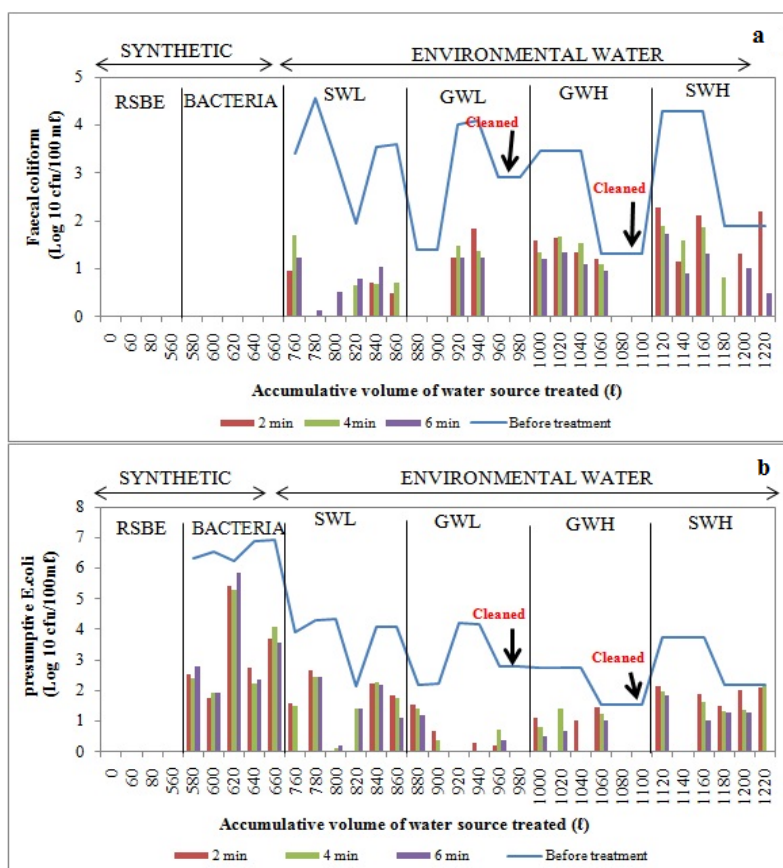 a
SYNTHETIC ENVIRONMENTAL WATER
RSBE BACTERIA SWL GWL GWH SWH
Cleaned
Cleaned
5
4
3
2
1
0
Faecal coliform
(Log 10 cfu/100 mℓ)
0 60 80 560 580 600 620 640 660 760 780 800 820 840 860 880 900 920 940 960 980 1000 1020 1040 1060 1080 1100 1120 1140 1160 1180 1200 1220
Accumulative volume of water source treated (ℓ)
2 min 4min 6 min Before treatment
b
SYNTHETIC ENVIRONMENTAL WATER
RSBE BACTERIA SWL GWL GWH SWH
Cleaned
Cleaned
8
7
6
5
4
3
2
1
0
presumptive E.coli
(Log 10 cfu/100mℓ)
0 60 80 560 580 600 620 640 660 760 780 800 820 840 860 880 900 920 940 960 980 1000 1020 1040 1060 1080 1100 1120 1140 1160 1180 1200 1220
Accumulative volume of water source treated (ℓ)
2 min 4 min 6 min Before treatment